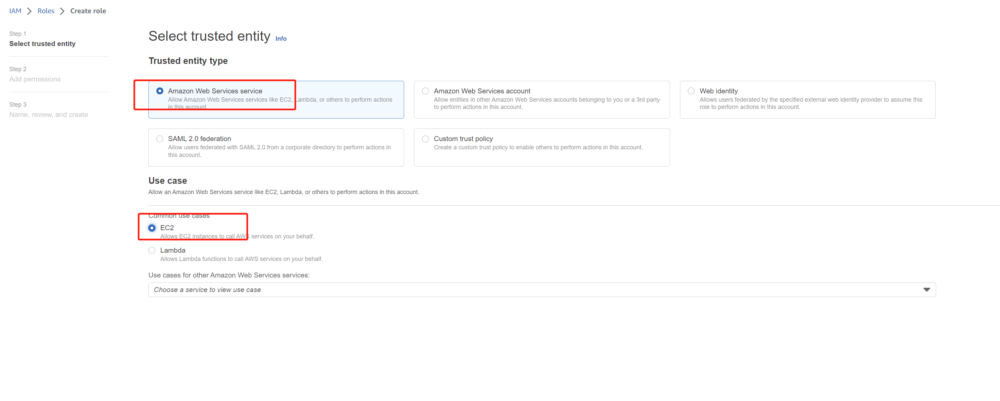 IAM > Roles > Create role
Step 1
Select trusted entity
Step 2
Add permissions
Step 3
Name, review, and create
Select trusted entity Info
Trusted entity type
Amazon Web Services service
Allow Amazon Web Services services like EC2, Lambda, or others to perform actions
in this account.
Amazon Web Services account
Allow entities in other Amazon Web Services accounts belonging to you or a 3rd party
to perform actions in this account.
Web identity
Allows users federated by the specified external web identity provider to assume this
role to perform actions in this account.
SAML 2.0 federation
Allow users federated with SAML 2.0 from a corporate directory to perform actions in
this account.
Custom trust policy
Create a custom trust policy to enable others to perform actions in this account.
Use case
Allow an Amazon Web Services service like EC2, Lambda, or others to perform actions in this account.
Common use cases
EC2
Allows EC2 instances to call AWS services on your behalf.
Lambda
Allows Lambda functions to call AWS services on your behalf.
Use cases for other Amazon Web Services services:
Choose a service to view use case